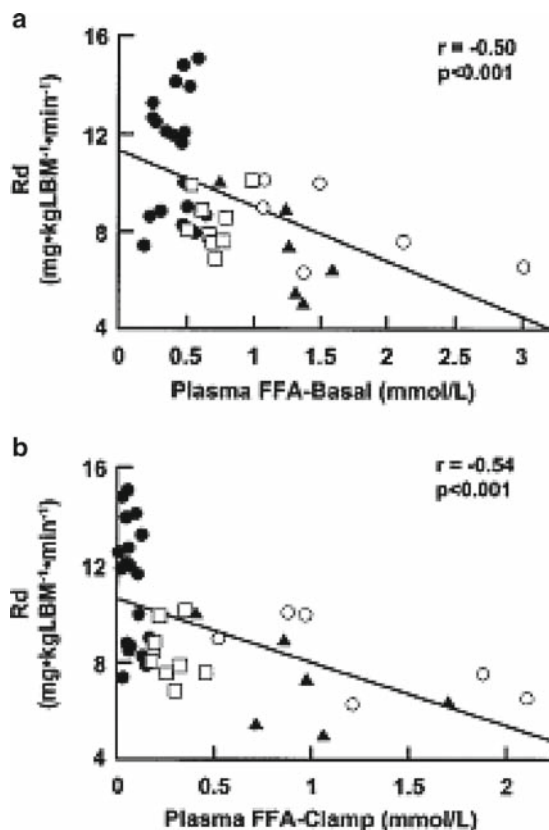 a
16
12
8
4
Rd
(mg•kgLBM⁻¹•min⁻¹)
r = -0.50
p<0.001
0 0.5 1 1.5 2 2.5 3
Plasma FFA-Basal (mmol/L)
b
16
12
8
4
Rd
(mg•kgLBM⁻¹•min⁻¹)
r = -0.54
p<0.001
0 0.5 1 1.5 2
Plasma FFA-Clamp (mmol/L)